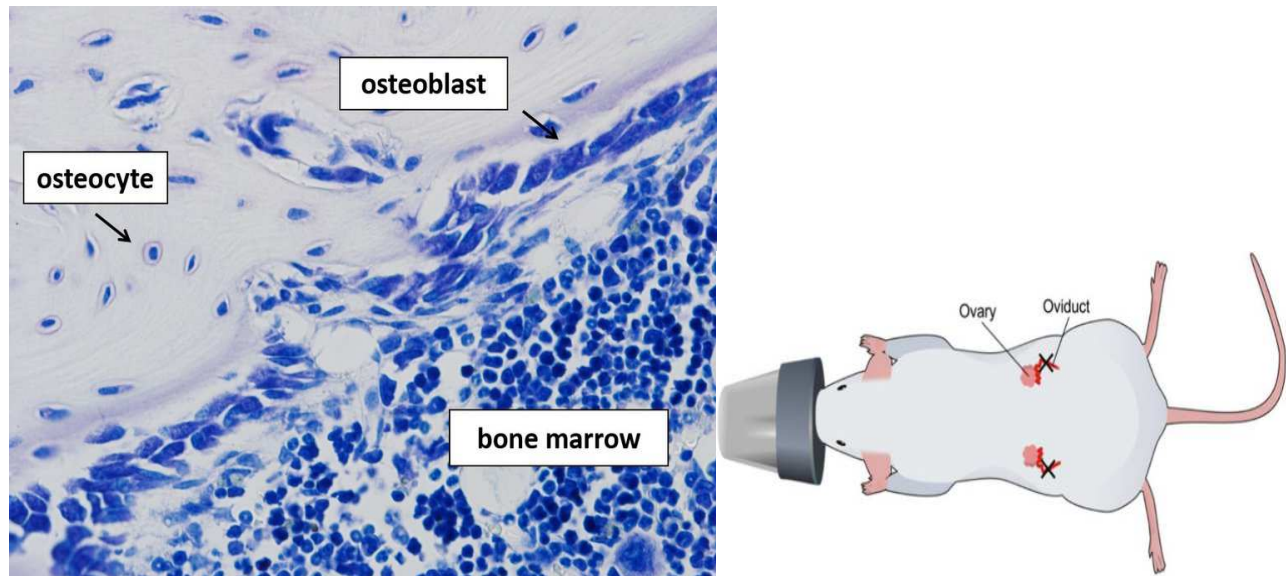 osteoblast
osteocyte
bone marrow
Ovary
Oviduct